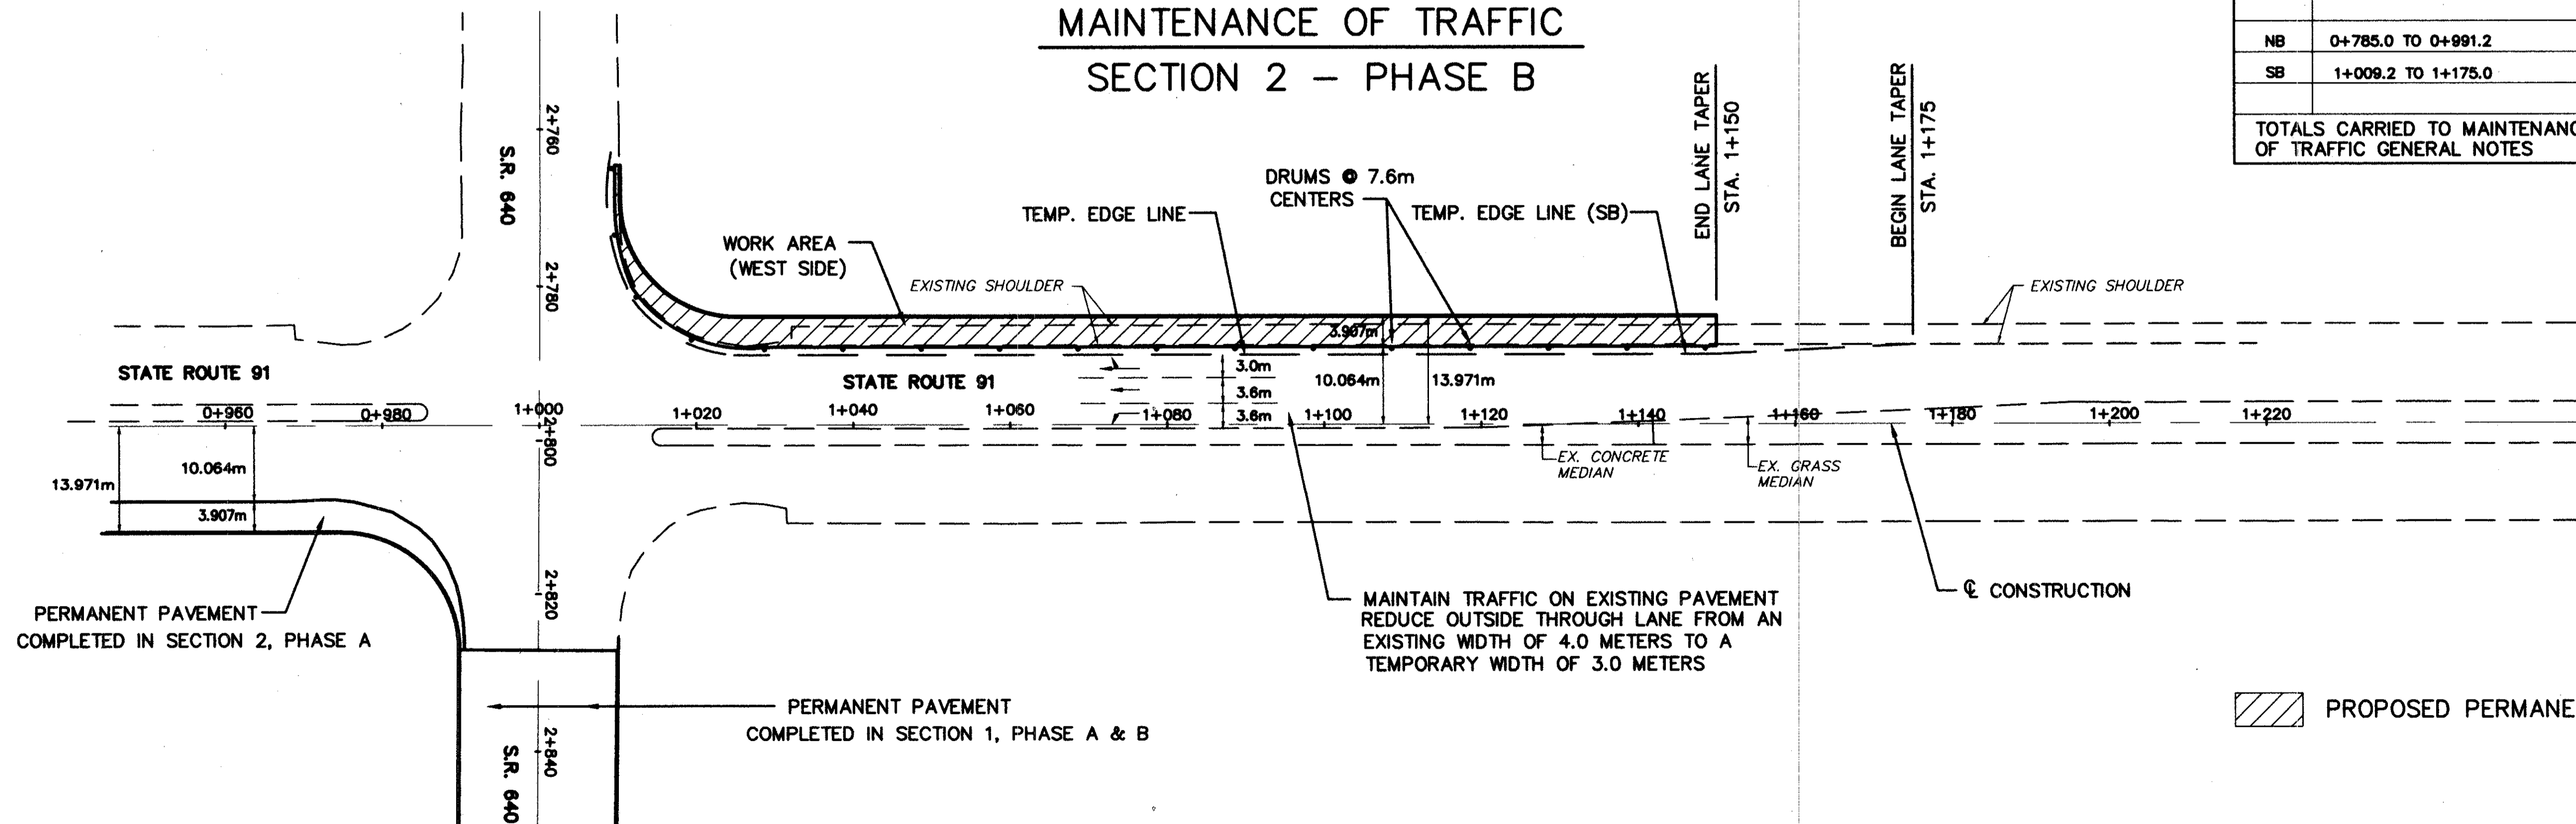 MAINTENANCE OF TRAFFIC
SECTION 2 – PHASE B
NB 0+785.0 TO 0+991.2
SB 1+009.2 TO 1+175.0
TOTALS CARRIED TO MAINTENANC
OF TRAFFIC GENERAL NOTES
S.R. 640
2+760
2+780
2+800
2+820
2+840
S.R. 640
END LANE TAPER
STA. 1+150
BEGIN LANE TAPER
STA. 1+175
DRUMS @ 7.6m
CENTERS
TEMP. EDGE LINE
TEMP. EDGE LINE (SB)
WORK AREA
(WEST SIDE)
EXISTING SHOULDER
EXISTING SHOULDER
3.907m
STATE ROUTE 91
STATE ROUTE 91
3.0m
3.6m
3.6m
10.064m
13.971m
0+960
0+980
1+000
1+020
1+040
1+060
1+080
1+100
1+120
1+140
1+160
1+180
1+200
1+220
EX. CONCRETE
MEDIAN
EX. GRASS
MEDIAN
10.064m
13.971m
3.907m
PERMANENT PAVEMENT
COMPLETED IN SECTION 2, PHASE A
MAINTAIN TRAFFIC ON EXISTING PAVEMENT
REDUCE OUTSIDE THROUGH LANE FROM AN
EXISTING WIDTH OF 4.0 METERS TO A
TEMPORARY WIDTH OF 3.0 METERS
℄ CONSTRUCTION
PERMANENT PAVEMENT
COMPLETED IN SECTION 1, PHASE A & B
PROPOSED PERMANE